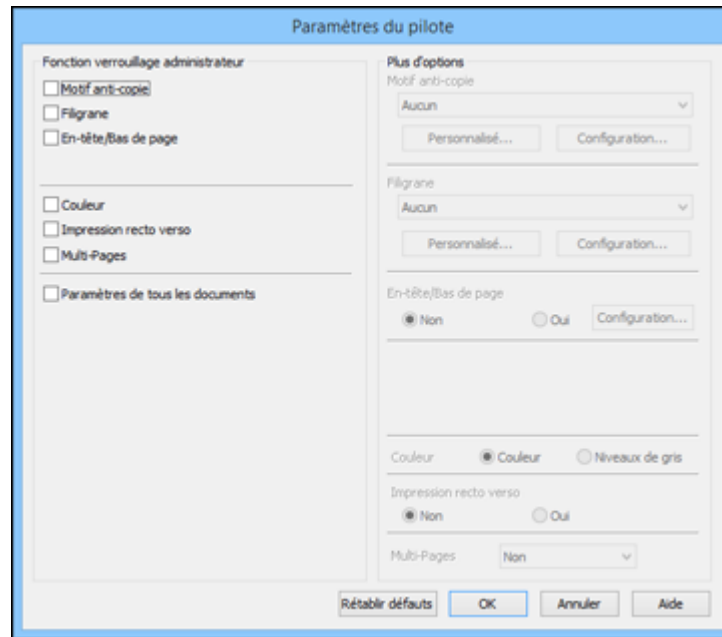 Paramètres du pilote
Fonction verrouillage administrateur
Motif anti-copie
Filigrane
En-tête/Bas de page
Couleur
Impression recto verso
Multi-Pages
Paramètres de tous les documents
Plus d'options
Motif anti-copie
Aucun
Personnalisé... Configuration...
Filigrane
Aucun
Personnalisé... Configuration...
En-tête/Bas de page
Non Oui Configuration...
Couleur Couleur Niveaux de gris
Impression recto verso
Non Oui
Multi-Pages Non
Rétablir défauts OK Annuler Aide